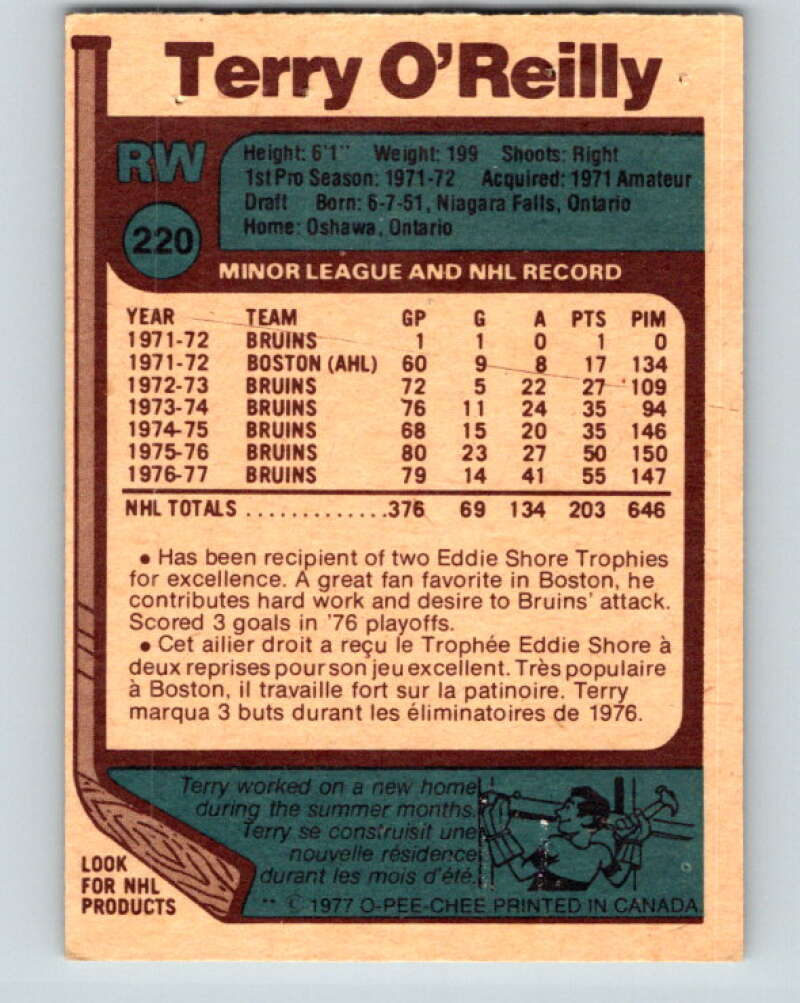 Terry O'Reilly
RW
220
Height: 6'1" Weight: 199 Shoots: Right
1st Pro Season: 1971-72 Acquired: 1971 Amateur
Draft Born: 6-7-51, Niagara Falls, Ontario
Home: Oshawa, Ontario
MINOR LEAGUE AND NHL RECORD
YEAR TEAM GP G A PTS PIM
1971-72 BRUINS 1 1 0 1 0
1971-72 BOSTON (AHL) 60 9 8 17 134
1972-73 BRUINS 72 5 22 27 109
1973-74 BRUINS 76 11 24 35 94
1974-75 BRUINS 68 15 20 35 146
1975-76 BRUINS 80 23 27 50 150
1976-77 BRUINS 79 14 41 55 147
NHL TOTALS .............376 69 134 203 646
• Has been recipient of two Eddie Shore Trophies
for excellence. A great fan favorite in Boston, he
contributes hard work and desire to Bruins' attack.
Scored 3 goals in '76 playoffs.
• Cet ailier droit a reçu le Trophée Eddie Shore à
deux reprises pour son jeu excellent. Très populaire
à Boston, il travaille fort sur la patinoire. Terry
marqua 3 buts durant les éliminatoires de 1976.
Terry worked on a new home
during the summer months.
Terry se construisit une
nouvelle résidence
durant les mois d'été.
LOOK
FOR NHL
PRODUCTS
** © 1977 O-PEE-CHEE PRINTED IN CANADA